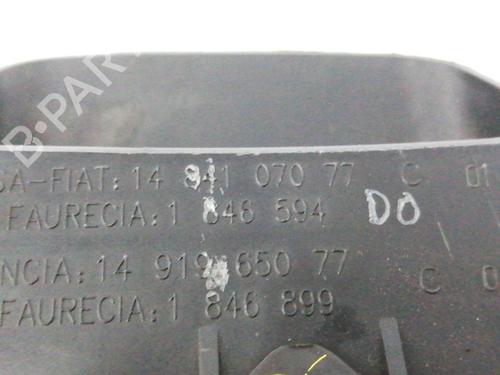 B-PARTS
SA-FIAT: 14 841 070 77 C 01
FAURECIA: 1 846 594 DO
NCIA: 14 919 650 77 C 0
FAURECIA: 1 846 899